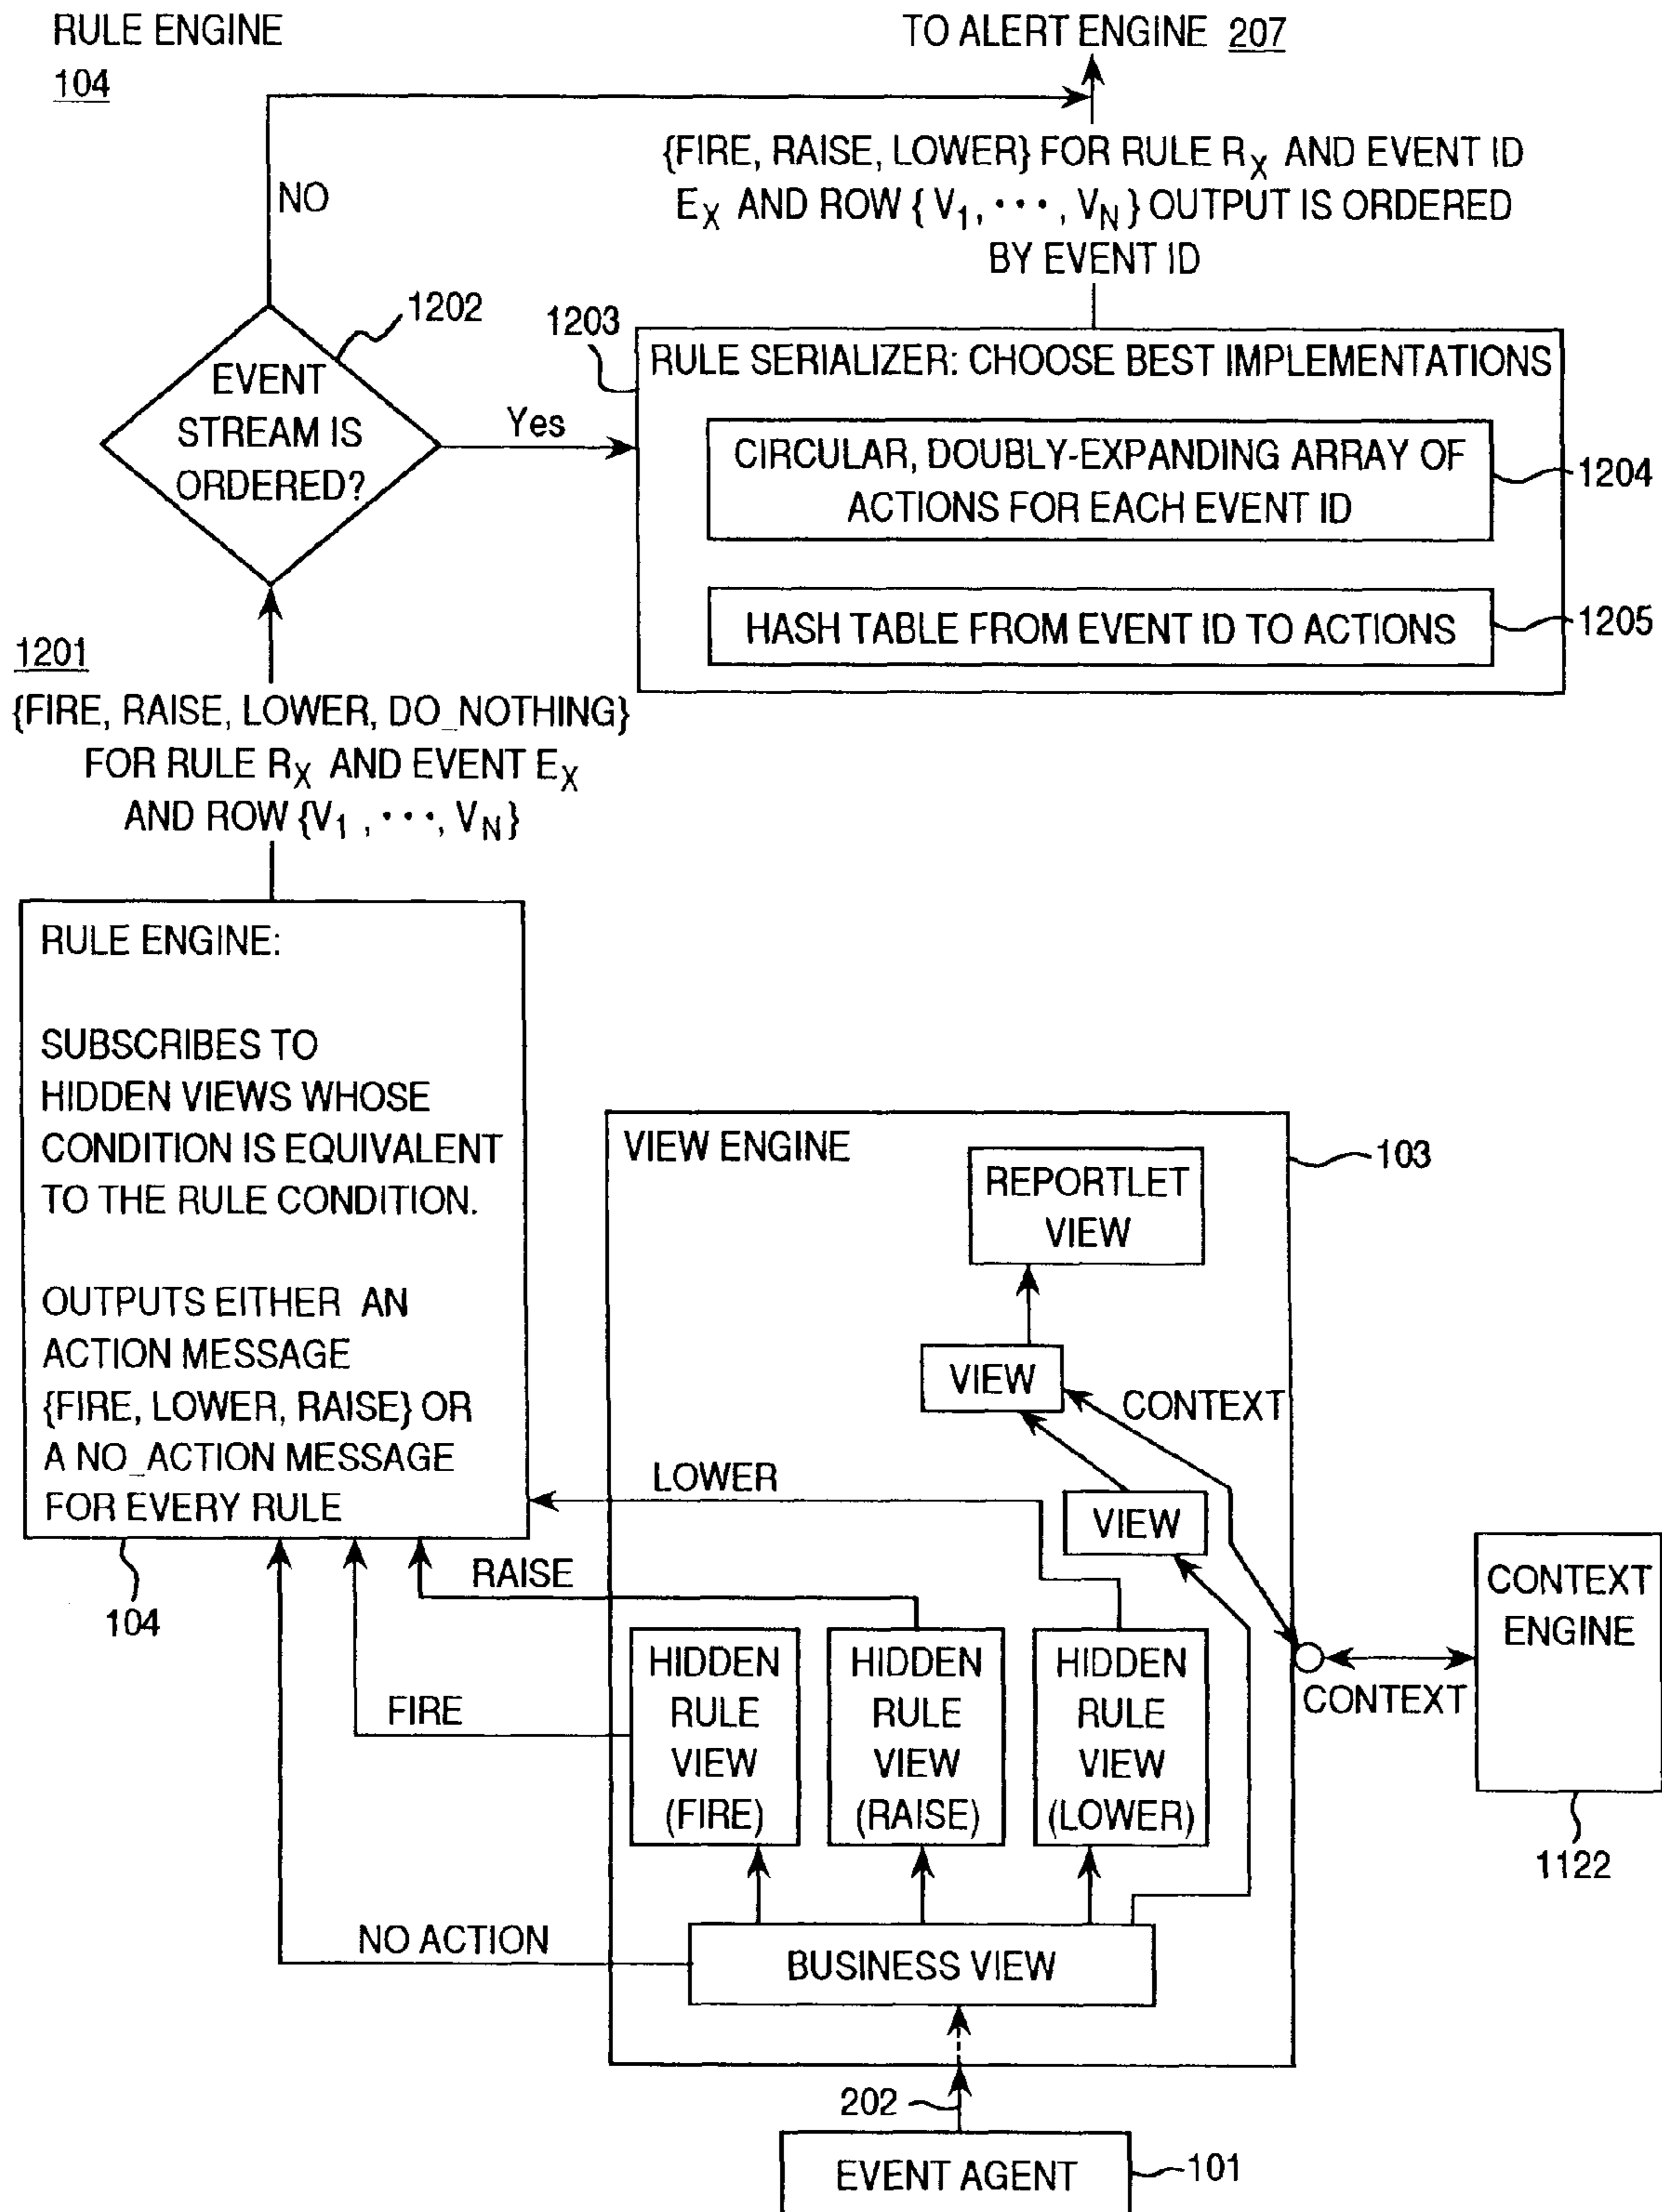 RULE ENGINE
104
TO ALERT ENGINE 207
{FIRE, RAISE, LOWER} FOR RULE RX AND EVENT ID
EX AND ROW { V1, ···, VN } OUTPUT IS ORDERED
BY EVENT ID
NO
1202
EVENT
STREAM IS
ORDERED?
Yes
1203
RULE SERIALIZER: CHOOSE BEST IMPLEMENTATIONS
CIRCULAR, DOUBLY-EXPANDING ARRAY OF
ACTIONS FOR EACH EVENT ID
1204
HASH TABLE FROM EVENT ID TO ACTIONS
1205
1201
{FIRE, RAISE, LOWER, DO_NOTHING}
FOR RULE RX AND EVENT EX
AND ROW {V1 , ···, VN}
RULE ENGINE:
SUBSCRIBES TO
HIDDEN VIEWS WHOSE
CONDITION IS EQUIVALENT
TO THE RULE CONDITION.
OUTPUTS EITHER AN
ACTION MESSAGE
{FIRE, LOWER, RAISE} OR
A NO_ACTION MESSAGE
FOR EVERY RULE
104
VIEW ENGINE
103
REPORTLET
VIEW
VIEW
CONTEXT
VIEW
LOWER
RAISE
FIRE
NO ACTION
HIDDEN
RULE
VIEW
(FIRE)
HIDDEN
RULE
VIEW
(RAISE)
HIDDEN
RULE
VIEW
(LOWER)
CONTEXT
CONTEXT
ENGINE
1122
BUSINESS VIEW
202
EVENT AGENT
101